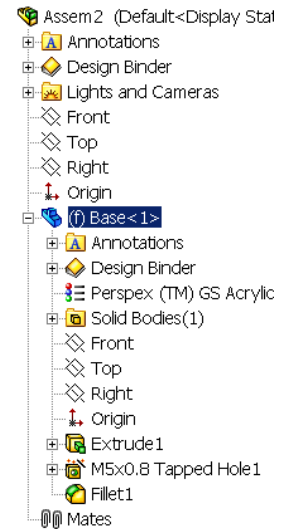 Assem2 (Default<Display Stat
Annotations
Design Binder
Lights and Cameras
Front
Top
Right
Origin
(f) Base<1>
Annotations
Design Binder
Perspex (TM) GS Acrylic
Solid Bodies(1)
Front
Top
Right
Origin
Extrude1
M5x0.8 Tapped Hole1
Fillet1
Mates